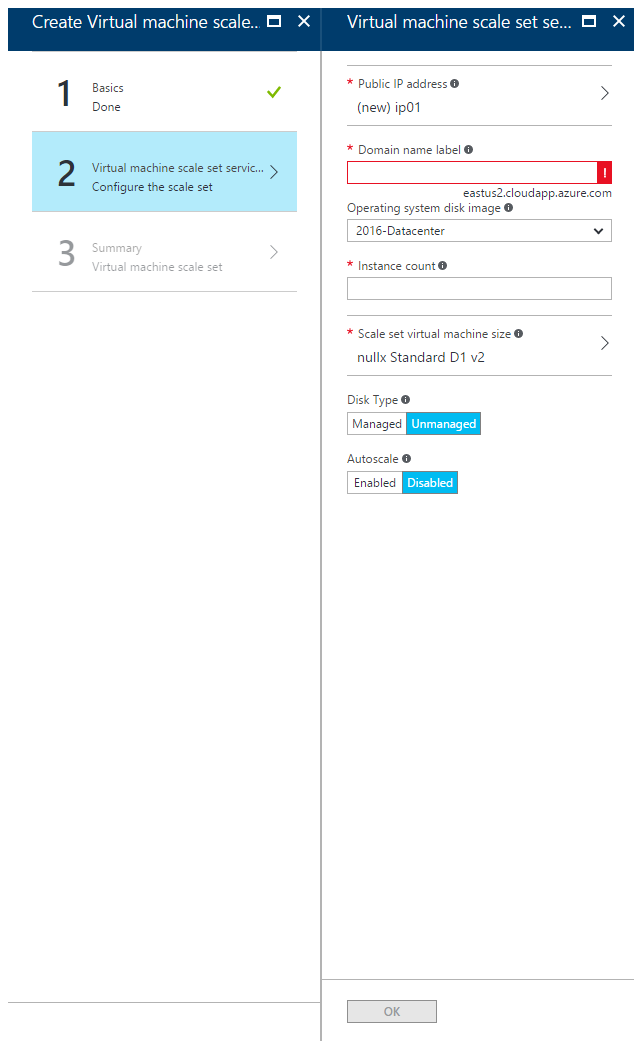 Create Virtual machine scale...
1
Basics
Done
2
Virtual machine scale set servic...
Configure the scale set
3
Summary
Virtual machine scale set
Virtual machine scale set se...
* Public IP address
(new) ip01
* Domain name label
!
eastus2.cloudapp.azure.com
Operating system disk image
2016-Datacenter
* Instance count
* Scale set virtual machine size
nullx Standard D1 v2
Disk Type
Managed Unmanaged
Autoscale
Enabled Disabled
OK